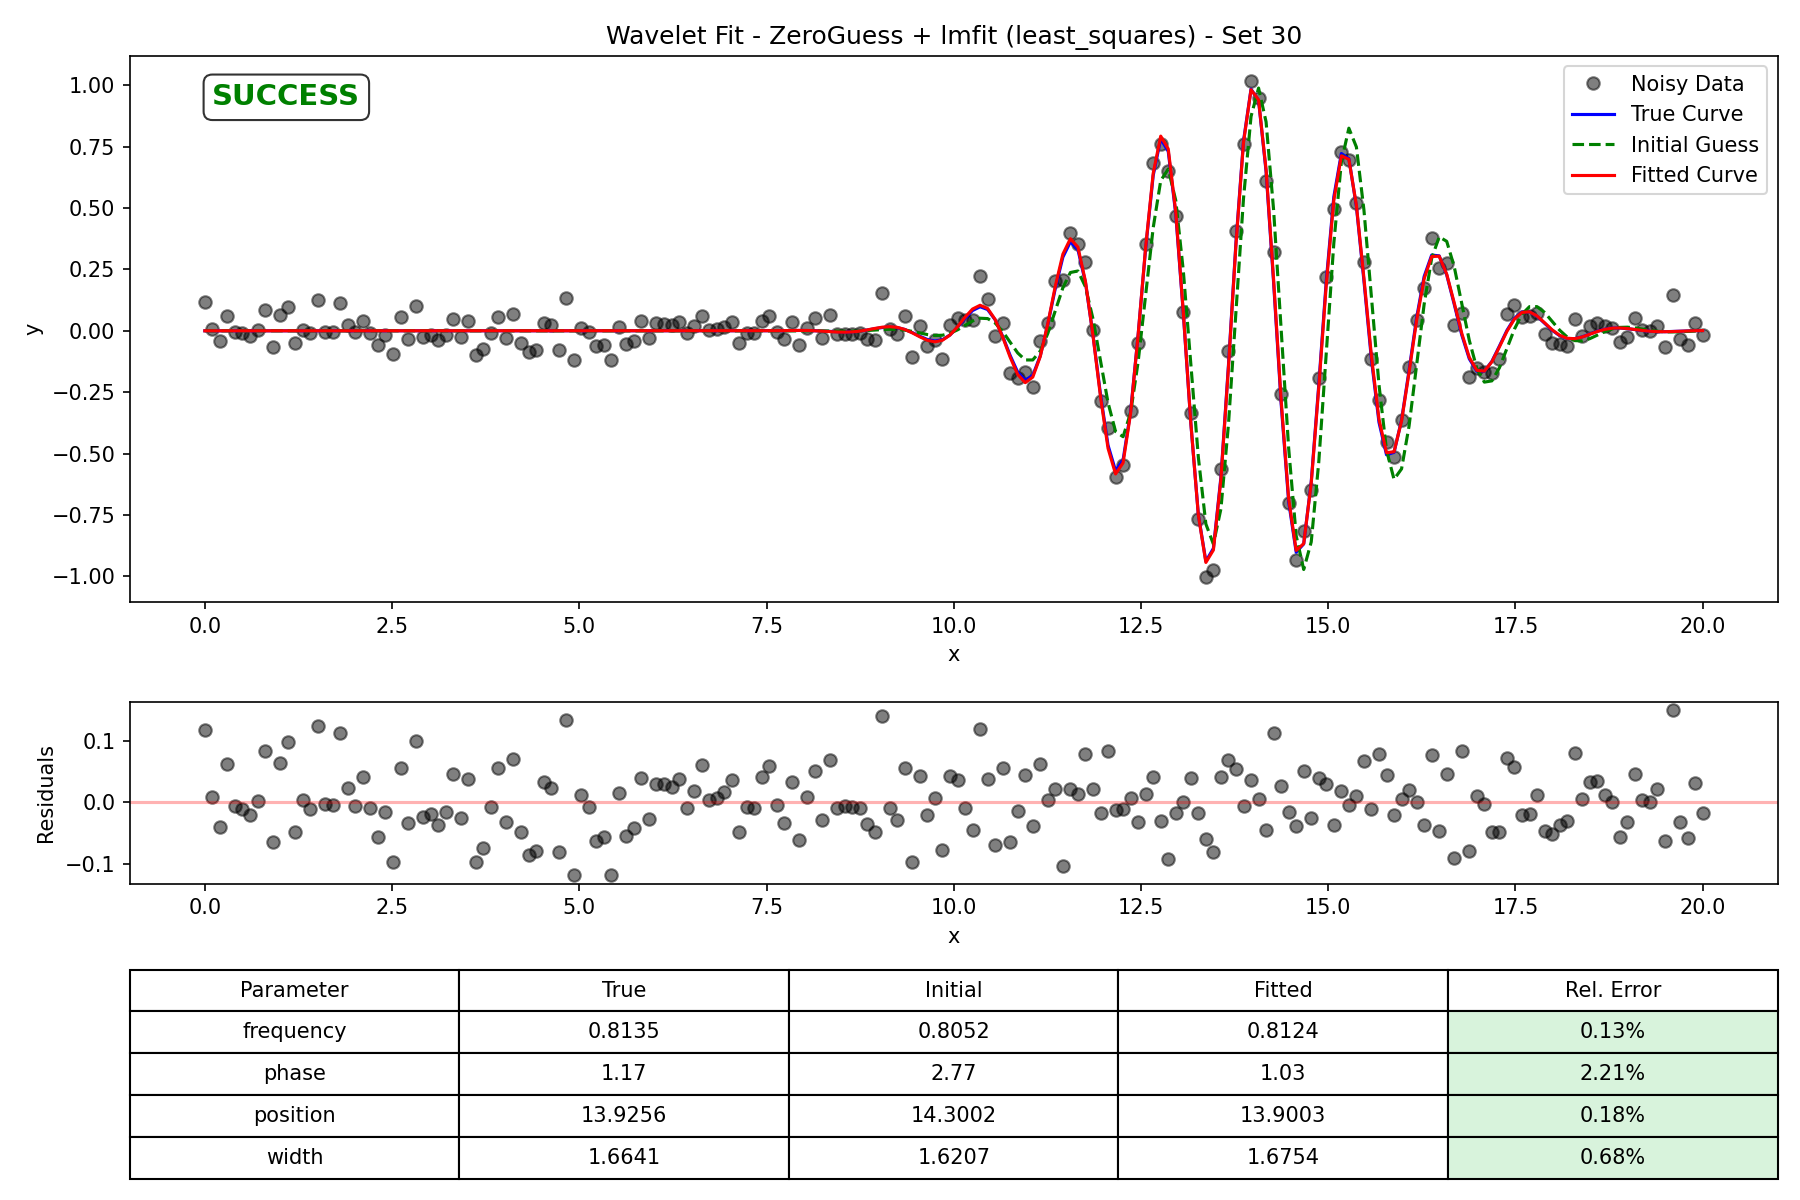 Wavelet Fit - ZeroGuess + lmfit (least_squares) - Set 30
SUCCESS
Noisy Data
True Curve
Initial Guess
Fitted Curve
1.00
0.75
0.50
0.25
0.00
−0.25
−0.50
−0.75
−1.00
y
0.0 2.5 5.0 7.5 10.0 12.5 15.0 17.5 20.0
x
0.1
0.0
−0.1
Residuals
0.0 2.5 5.0 7.5 10.0 12.5 15.0 17.5 20.0
x
Parameter True Initial Fitted Rel. Error
frequency 0.8135 0.8052 0.8124 0.13%
phase 1.17 2.77 1.03 2.21%
position 13.9256 14.3002 13.9003 0.18%
width 1.6641 1.6207 1.6754 0.68%